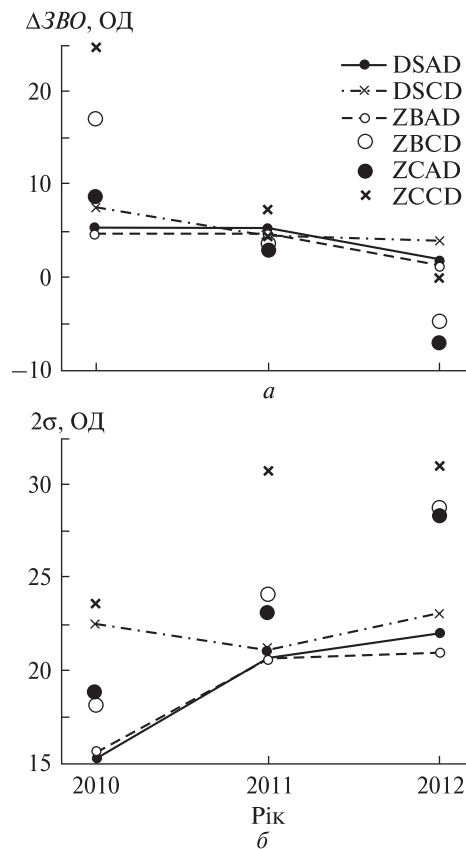 ΔЗВО, ОД
20
10
0
−10
DSAD
DSCD
ZBAD
ZBCD
ZCAD
ZCCD
а
2σ, ОД
30
25
20
15
2010
2011
2012
Рік
б